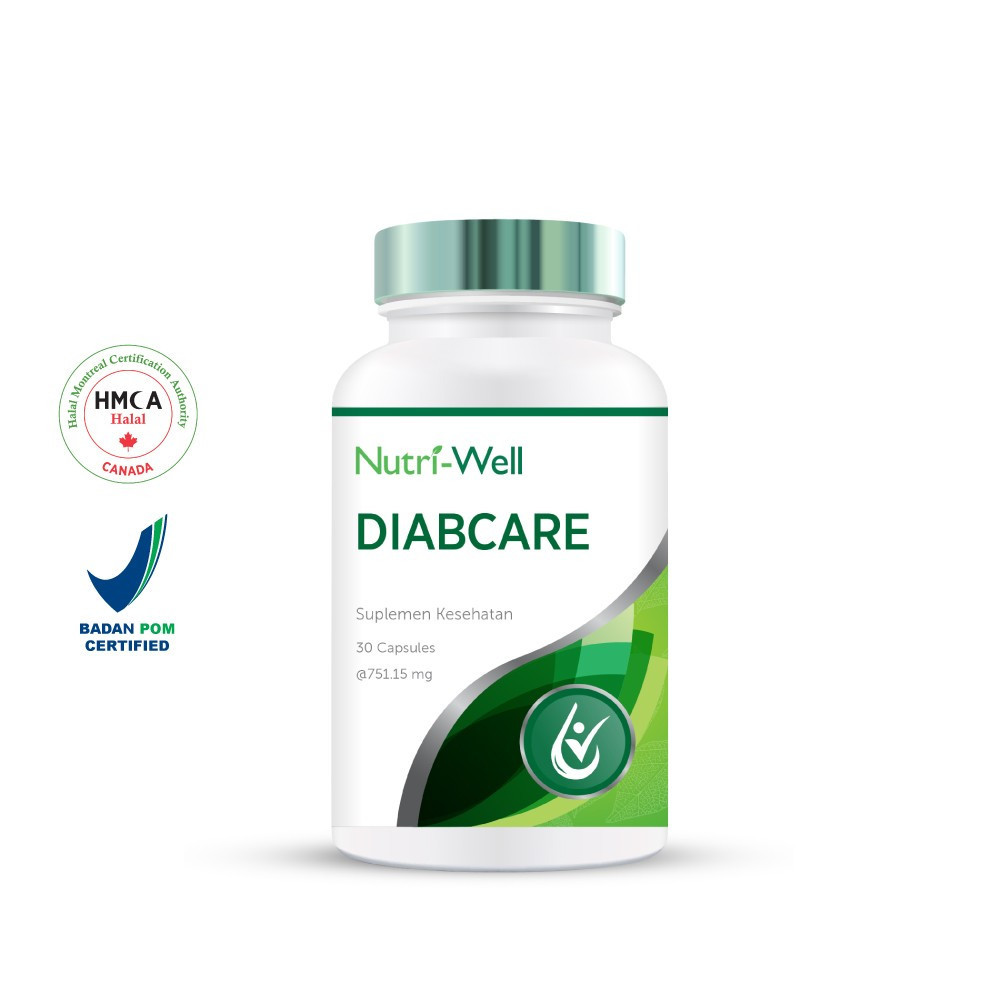 Halal Montreal Certification Authority
HMCA
Halal
CANADA
BADAN POM
CERTIFIED
Nutri-Well
DIABCARE
Suplemen Kesehatan
30 Capsules
@751.15 mg